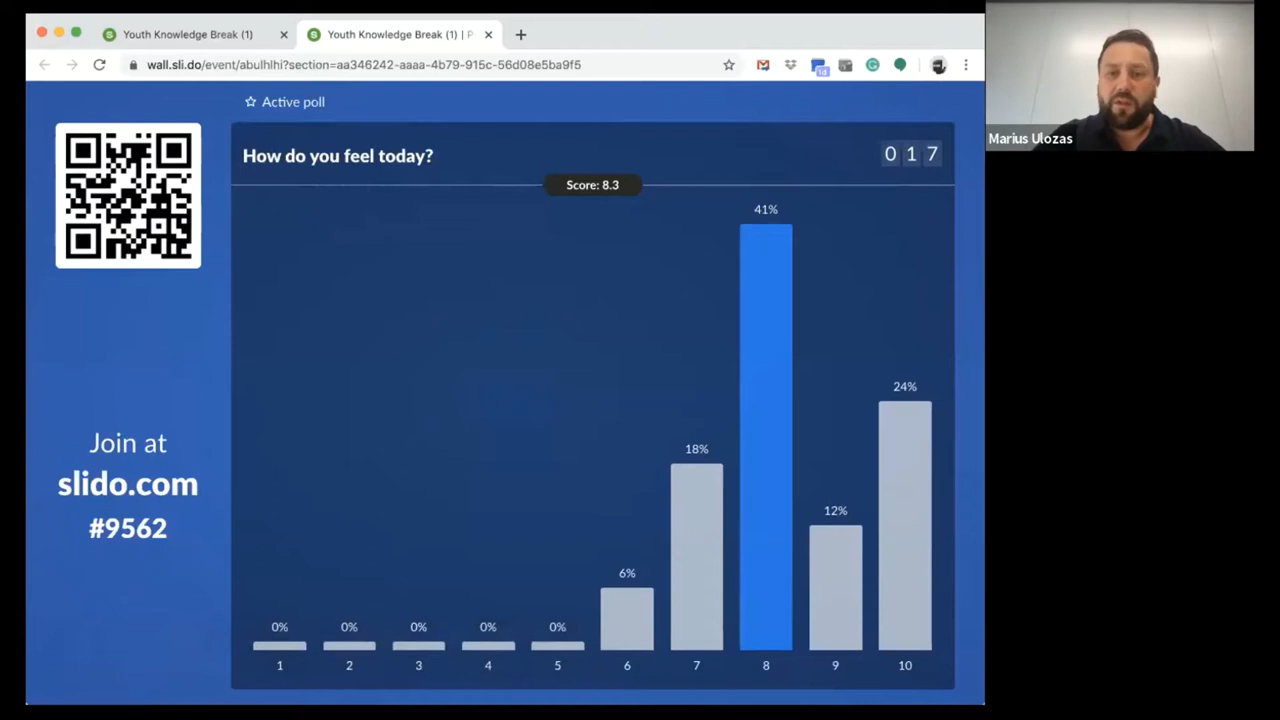 Youth Knowledge Break (1)
Youth Knowledge Break (1) | P
wall.sli.do/event/abulhlhi?section=aa346242-aaaa-4b79-915c-56d08e5ba9f5
Active poll
How do you feel today?
0 1 7
Score: 8.3
41%
24%
18%
12%
6%
0% 0% 0% 0% 0%
1 2 3 4 5 6 7 8 9 10
Join at
slido.com
#9562
Marius Ulozas